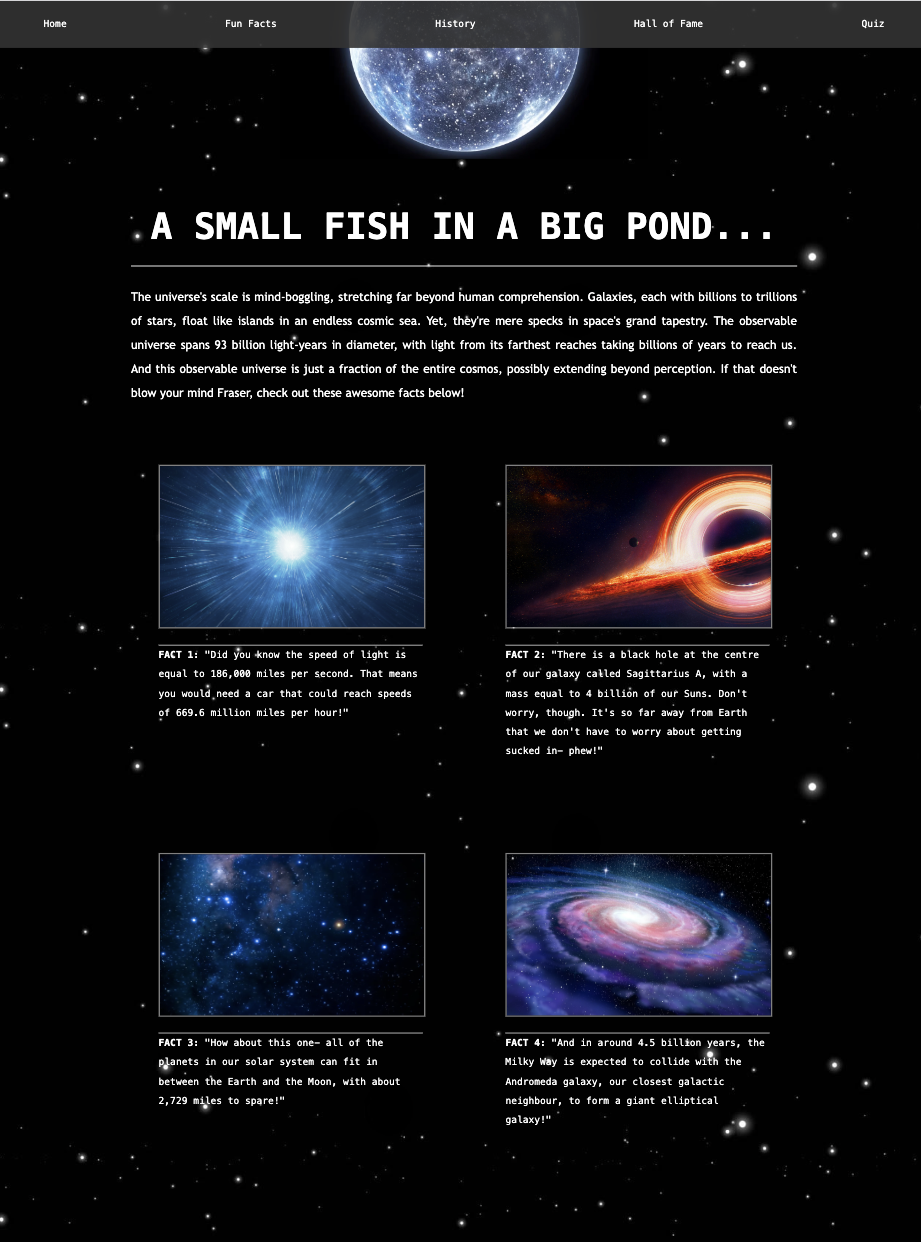 Home
Fun Facts
History
Hall of Fame
Quiz
A SMALL FISH IN A BIG POND...
The universe's scale is mind-boggling, stretching far beyond human comprehension. Galaxies, each with billions to trillions
of stars, float like islands in an endless cosmic sea. Yet, they're mere specks in space's grand tapestry. The observable
universe spans 93 billion light-years in diameter, with light from its farthest reaches taking billions of years to reach us.
And this observable universe is just a fraction of the entire cosmos, possibly extending beyond perception. If that doesn't
blow your mind Fraser, check out these awesome facts below!
FACT 1: "Did you know the speed of light is
equal to 186,000 miles per second. That means
you would need a car that could reach speeds
of 669.6 million miles per hour!"
FACT 2: "There is a black hole at the centre
of our galaxy called Sagittarius A, with a
mass equal to 4 billion of our Suns. Don't
worry, though. It's so far away from Earth
that we don't have to worry about getting
sucked in– phew!"
FACT 3: "How about this one– all of the
planets in our solar system can fit in
between the Earth and the Moon, with about
2,729 miles to spare!"
FACT 4: "And in around 4.5 billion years, the
Milky Way is expected to collide with the
Andromeda galaxy, our closest galactic
neighbour, to form a giant elliptical
galaxy!"